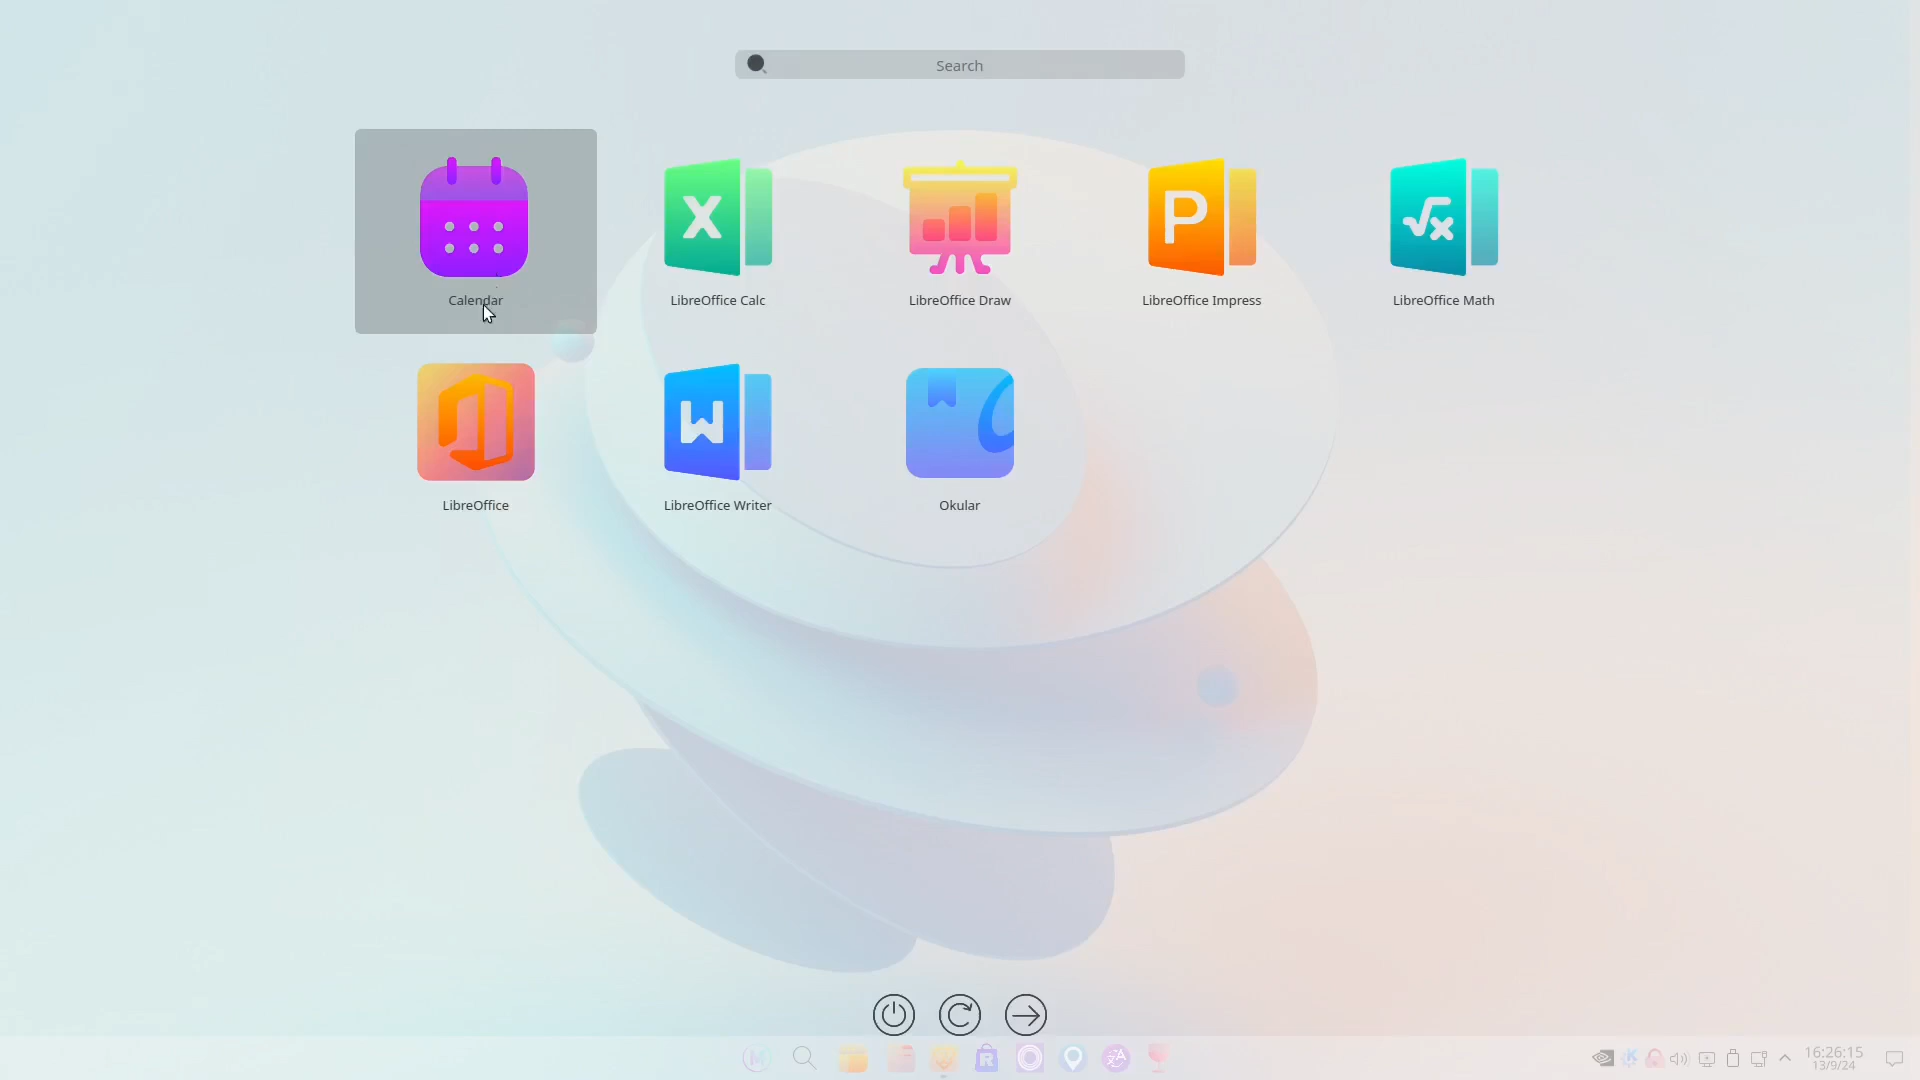 Search
Calendar
LibreOffice Calc
LibreOffice Draw
LibreOffice Impress
LibreOffice Math
LibreOffice
LibreOffice Writer
Okular
16:26:15
13/9/24